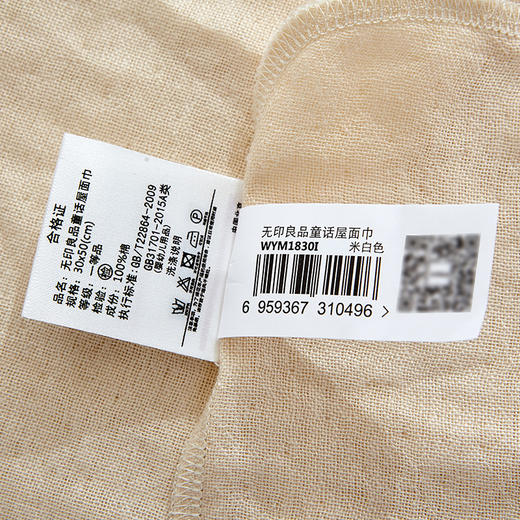 合格证
品名: 无印良品童话屋面巾
规格: 30x50(cm)
等级: 一等品
检验: 检
成份: 100%棉
执行标准: GB/T22864-2009
GB31701-2015A类
(婴幼儿用品)
洗涤说明
无印良品童话屋面巾
WYM1830I
米白色
6 959367 310496 >